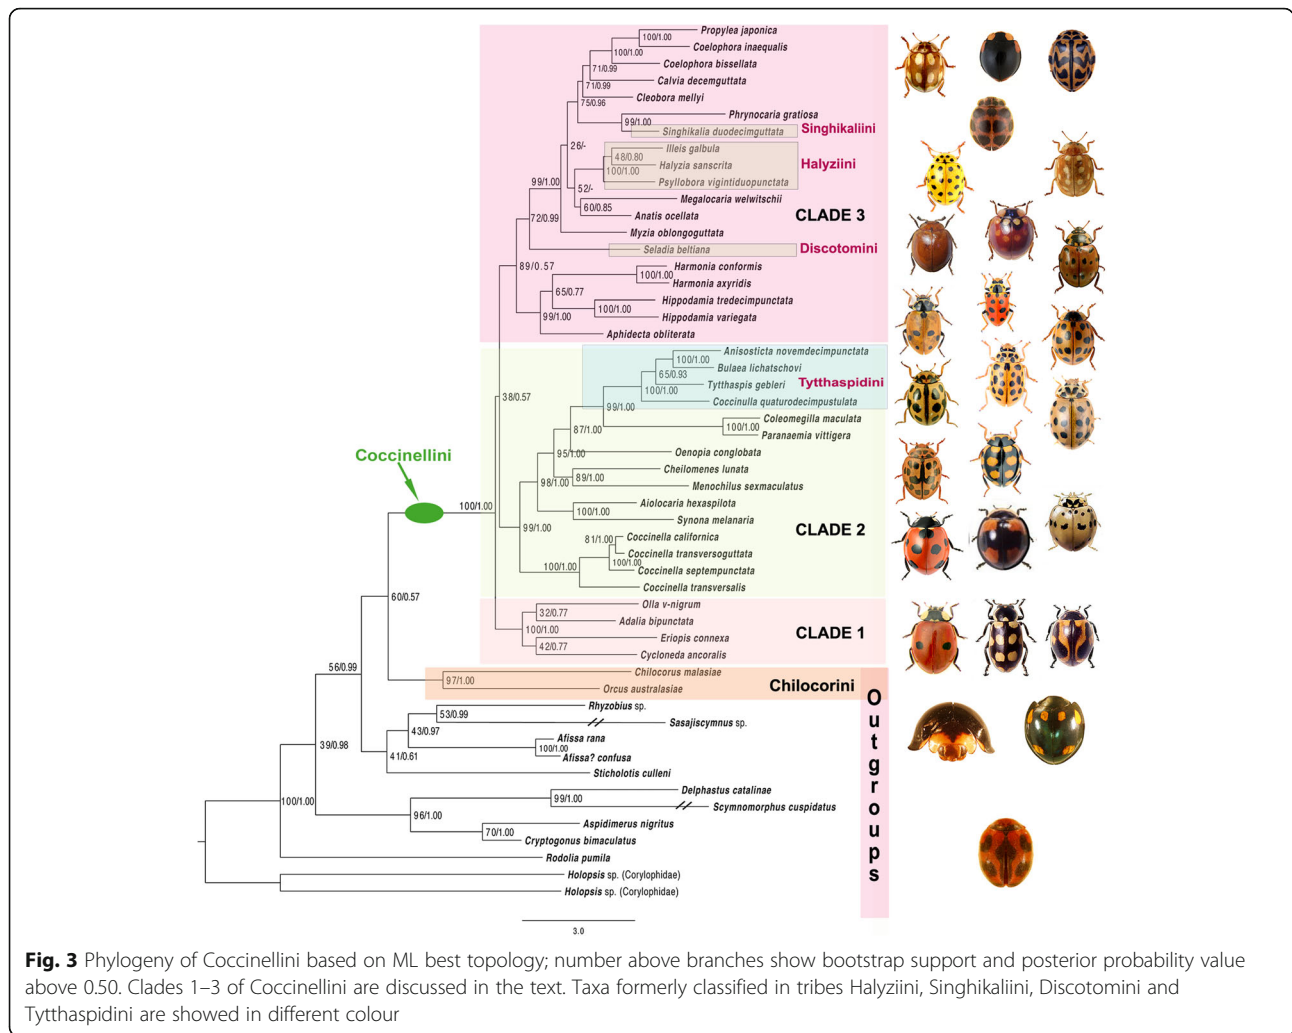 Propylea japonica
100/1.00
Coelophora inaequalis
100/1.00
Coelophora bissellata
71/0.99
Calvia decemguttata
71/0.99
Cleobora mellyi
75/0.96
Phrynocaria gratiosa
99/1.00
Singhikaliini
Singhikalia duodecimguttata
26/-
Illeis galbula
48/0.80
Halyziini
Halyzia sanscrita
100/1.00
99/1.00
Psyllobora vigintiduopunctata
52/-
Megalocaria welwitschii
60/0.85
CLADE 3
72/0.99
Anatis ocellata
Myzia oblongoguttata
Discotomini
Seladia beltiana
89/0.57
Harmonia conformis
100/1.00
Harmonia axyridis
65/0.77
Hippodamia tredecimpunctata
100/1.00
99/1.00
Hippodamia variegata
Aphidecta obliterata
Anisosticta novemdecimpunctata
100/1.00
Bulaea lichatschovi
65/0.93
Tytthaspidini
Tytthaspis gebleri
100/1.00
38/0.57
Coccinulla quaturodecimpustulata
99/1.00
Coleomegilla maculata
87/1.00
100/1.00
Paranaemia vittigera
95/1.00
Oenopia conglobata
Coccinellini
Cheilomenes lunata
89/1.00
98/1.00
Menochilus sexmaculatus
Aiolocaria hexaspilota
100/1.00
100/1.00
Synona melanaria
99/1.00
CLADE 2
Coccinella californica
81/1.00
Coccinella transversoguttata
100/1.00
100/1.00
Coccinella septempunctata
Coccinella transversalis
60/0.57
Olla v-nigrum
32/0.77
Adalia bipunctata
100/1.00
CLADE 1
Eriopis connexa
42/0.77
Cycloneda ancoralis
56/0.99
Chilocorus malasiae
97/1.00
Chilocorini
Orcus australasiae
Outgroups
Rhyzobius sp.
53/0.99
Sasajiscymnus sp.
43/0.97
Afissa rana
39/0.98
100/1.00
41/0.61
Afissa? confusa
Sticholotis culleni
Delphastus catalinae
100/1.00
99/1.00
Scymnomorphus cuspidatus
96/1.00
Aspidimerus nigritus
70/1.00
Cryptogonus bimaculatus
Rodolia pumila
Holopsis sp. (Corylophidae)
Holopsis sp. (Corylophidae)
3.0
Fig. 3 Phylogeny of Coccinellini based on ML best topology; number above branches show bootstrap support and posterior probability value
above 0.50. Clades 1–3 of Coccinellini are discussed in the text. Taxa formerly classified in tribes Halyziini, Singhikaliini, Discotomini and
Tytthaspidini are showed in different colour